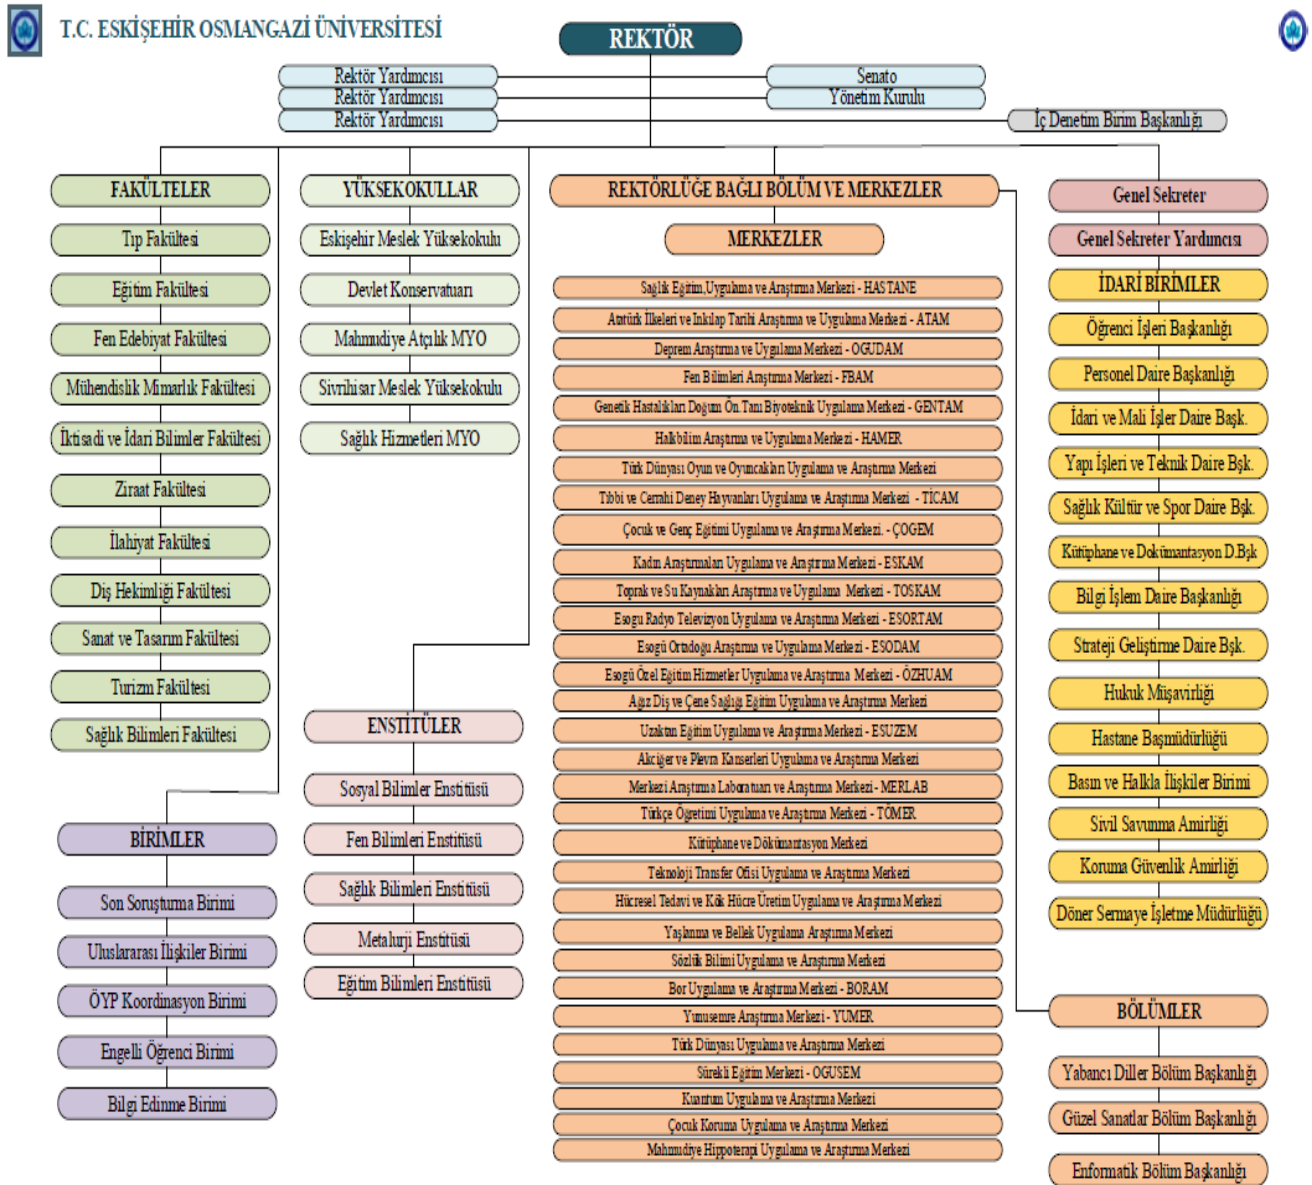 T.C. ESKİŞEHİR OSMANGAZİ ÜNİVERSİTESİ
REKTÖR
Rektör Yardımcısı
Senato
Rektör Yardımcısı
Yönetim Kurulu
Rektör Yardımcısı
İç Denetim Birim Başkanlığı
FAKÜLTELER
Tıp Fakültesi
Eğitim Fakültesi
Fen Edebiyat Fakültesi
Mühendislik Mimarlık Fakültesi
İktisadi ve İdari Bilimler Fakültesi
Ziraat Fakültesi
İlahiyat Fakültesi
Diş Hekimliği Fakültesi
Sanat ve Tasarım Fakültesi
Turizm Fakültesi
Sağlık Bilimleri Fakültesi
BİRİMLER
Son Soruşturma Birimi
Uluslararası İlişkiler Birimi
ÖYP Koordinasyon Birimi
Engelli Öğrenci Birimi
Bilgi Edinme Birimi
YÜKSEKOKULLAR
Eskişehir Meslek Yüksekokulu
Devlet Konservatuarı
Mahmudiye Atçılık MYO
Sivrihisar Meslek Yüksekokulu
Sağlık Hizmetleri MYO
ENSTİTÜLER
Sosyal Bilimler Enstitüsü
Fen Bilimleri Enstitüsü
Sağlık Bilimleri Enstitüsü
Metalurji Enstitüsü
Eğitim Bilimleri Enstitüsü
REKTÖRLÜĞE BAĞLI BÖLÜM VE MERKEZLER
MERKEZLER
Sağlık Eğitim,Uygulama ve Araştırma Merkezi - HASTANE
Atatürk İlkeleri ve Inkılap Tarihi Araştırma ve Uygulama Merkezi - ATAM
Deprem Araştırma ve Uygulama Merkezi - OGUDAM
Fen Bilimleri Araştırma Merkezi - FBAM
Genetik Hastalıkları Doğum Ön.Tanı Biyoteknik Uygulama Merkezi - GENTAM
Halkbilim Araştırma ve Uygulama Merkezi - HAMER
Türk Dünyası Oyun ve Oyuncakları Uygulama ve Araştırma Merkezi
Tıbbi ve Cerrahi Deney Hayvanları Uygulama ve Araştırma Merkezi - TİCAM
Çocuk ve Genç Eğitimi Uygulama ve Araştırma Merkezi. - ÇOGEM
Kadın Araştırmaları Uygulama ve Araştırma Merkezi - ESKAM
Toprak ve Su Kaynakları Araştırma ve Uygulama Merkezi - TOSKAM
Esogu Radyo Televizyon Uygulama ve Araştırma Merkezi - ESORTAM
Esogü Ortadoğu Araştırma ve Uygulama Merkezi - ESODAM
Esogü Özel Eğitim Hizmetler Uygulama ve Araştırma Merkezi - ÖZHUAM
Ağız Diş ve Çene Sağlığı Eğitim Uygulama ve Araştırma Merkezi
Uzaktan Eğitim Uygulama ve Araştırma Merkezi - ESUZEM
Akciğer ve Plevra Kanserleri Uygulama ve Araştırma Merkezi
Merkezi Araştırma Laboratuarı ve Araştırma Merkezi - MERLAB
Türkçe Öğretimi Uygulama ve Araştırma Merkezi - TÖMER
Kütüphane ve Dökümantasyon Merkezi
Teknoloji Transfer Ofisi Uygulama ve Araştırma Merkezi
Hücresel Tedavi ve Kök Hücre Üretim Uygulama ve Araştırma Merkezi
Yaşlanma ve Bellek Uygulama Araştırma Merkezi
Sözlük Bilimi Uygulama ve Araştırma Merkezi
Bor Uygulama ve Araştırma Merkezi - BORAM
Yunusemre Araştırma Merkezi - YUMER
Türk Dünyası Uygulama ve Araştırma Merkezi
Sürekli Eğitim Merkezi - OGUSEM
Kuantum Uygulama ve Araştırma Merkezi
Çocuk Koruma Uygulama ve Araştırma Merkezi
Mahmudiye Hippoterapi Uygulama ve Araştırma Merkezi
Genel Sekreter
Genel Sekreter Yardımcısı
İDARİ BİRİMLER
Öğrenci İşleri Başkanlığı
Personel Daire Başkanlığı
İdari ve Mali İşler Daire Başk.
Yapı İşleri ve Teknik Daire Bşk.
Sağlık Kültür ve Spor Daire Bşk.
Kütüphane ve Dokümantasyon D.Bşk
Bilgi İşlem Daire Başkanlığı
Strateji Geliştirme Daire Bşk.
Hukuk Müşavirliği
Hastane Başmüdürlüğü
Basın ve Halkla İlişkiler Birimi
Sivil Savunma Amirliği
Koruma Güvenlik Amirliği
Döner Sermaye İşletme Müdürlüğü
BÖLÜMLER
Yabancı Diller Bölüm Başkanlığı
Güzel Sanatlar Bölüm Başkanlığı
Enformatik Bölüm Başkanlığı